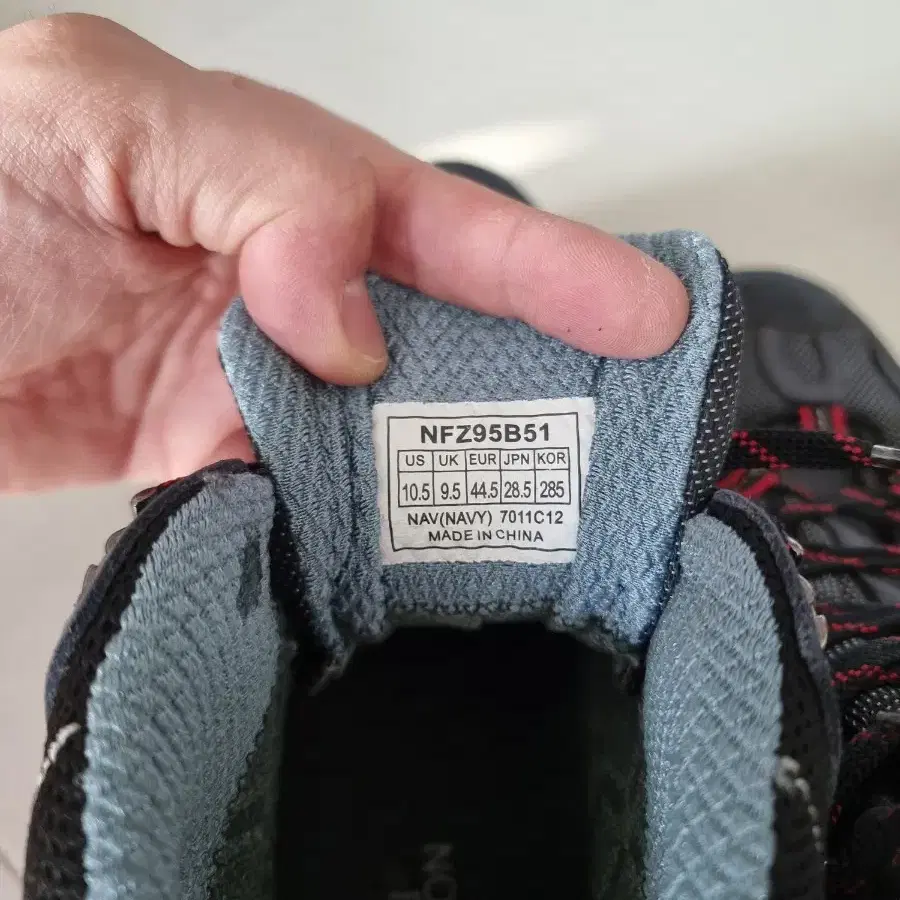 NFZ95B51
US UK EUR JPN KOR
10.5 9.5 44.5 28.5 285
NAV(NAVY) 7011C12
MADE IN CHINA